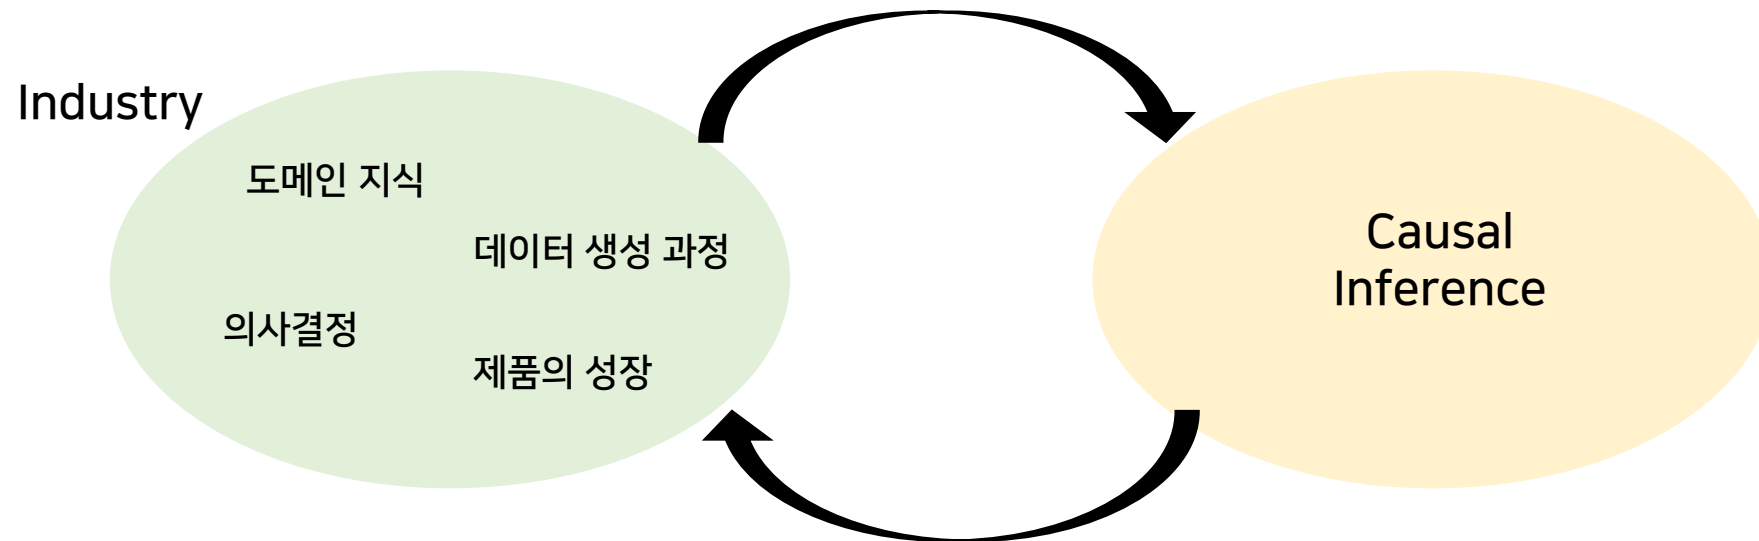 Industry
도메인 지식
데이터 생성 과정
의사결정
제품의 성장
Causal
Inference